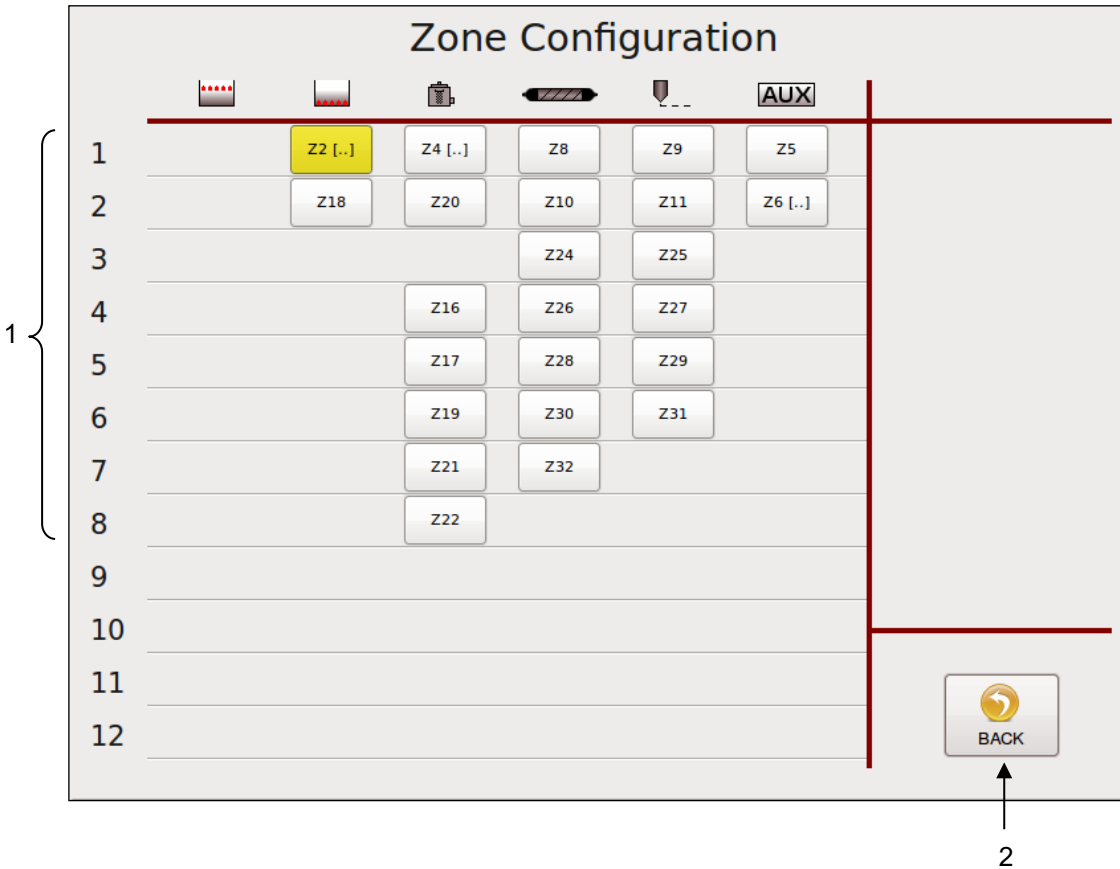 Zone Configuration
AUX
1 Z2 [..] Z4 [..] Z8 Z9 Z5
2 Z18 Z20 Z10 Z11 Z6 [..]
3 Z24 Z25
4 Z16 Z26 Z27
1
5 Z17 Z28 Z29
6 Z19 Z30 Z31
7 Z21 Z32
8 Z22
9
10
11
12
BACK
2